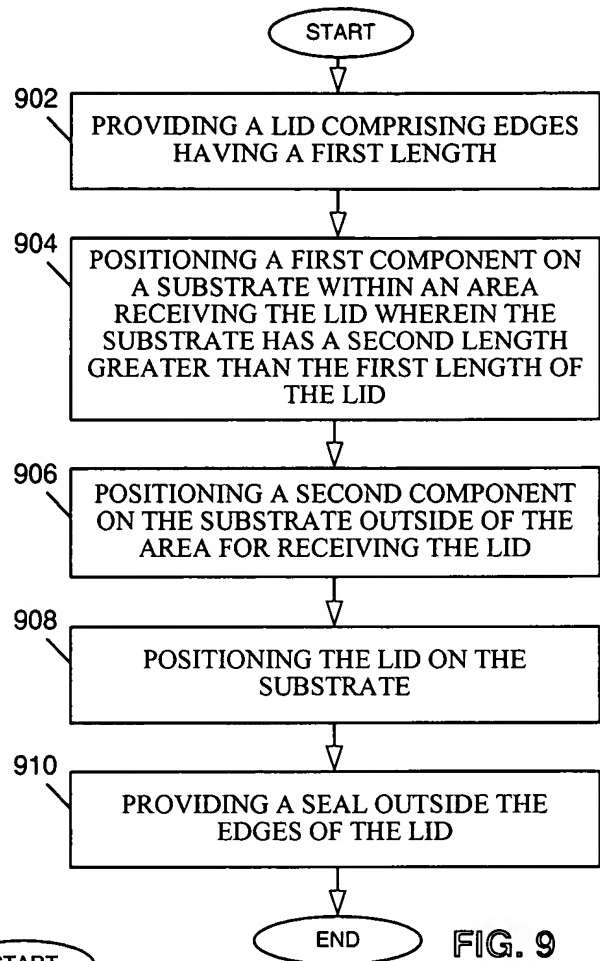 START
902
PROVIDING A LID COMPRISING EDGES
HAVING A FIRST LENGTH
904
POSITIONING A FIRST COMPONENT ON
A SUBSTRATE WITHIN AN AREA
RECEIVING THE LID WHEREIN THE
SUBSTRATE HAS A SECOND LENGTH
GREATER THAN THE FIRST LENGTH OF
THE LID
906
POSITIONING A SECOND COMPONENT
ON THE SUBSTRATE OUTSIDE OF THE
AREA FOR RECEIVING THE LID
908
POSITIONING THE LID ON THE
SUBSTRATE
910
PROVIDING A SEAL OUTSIDE THE
EDGES OF THE LID
END
FIG. 9
START